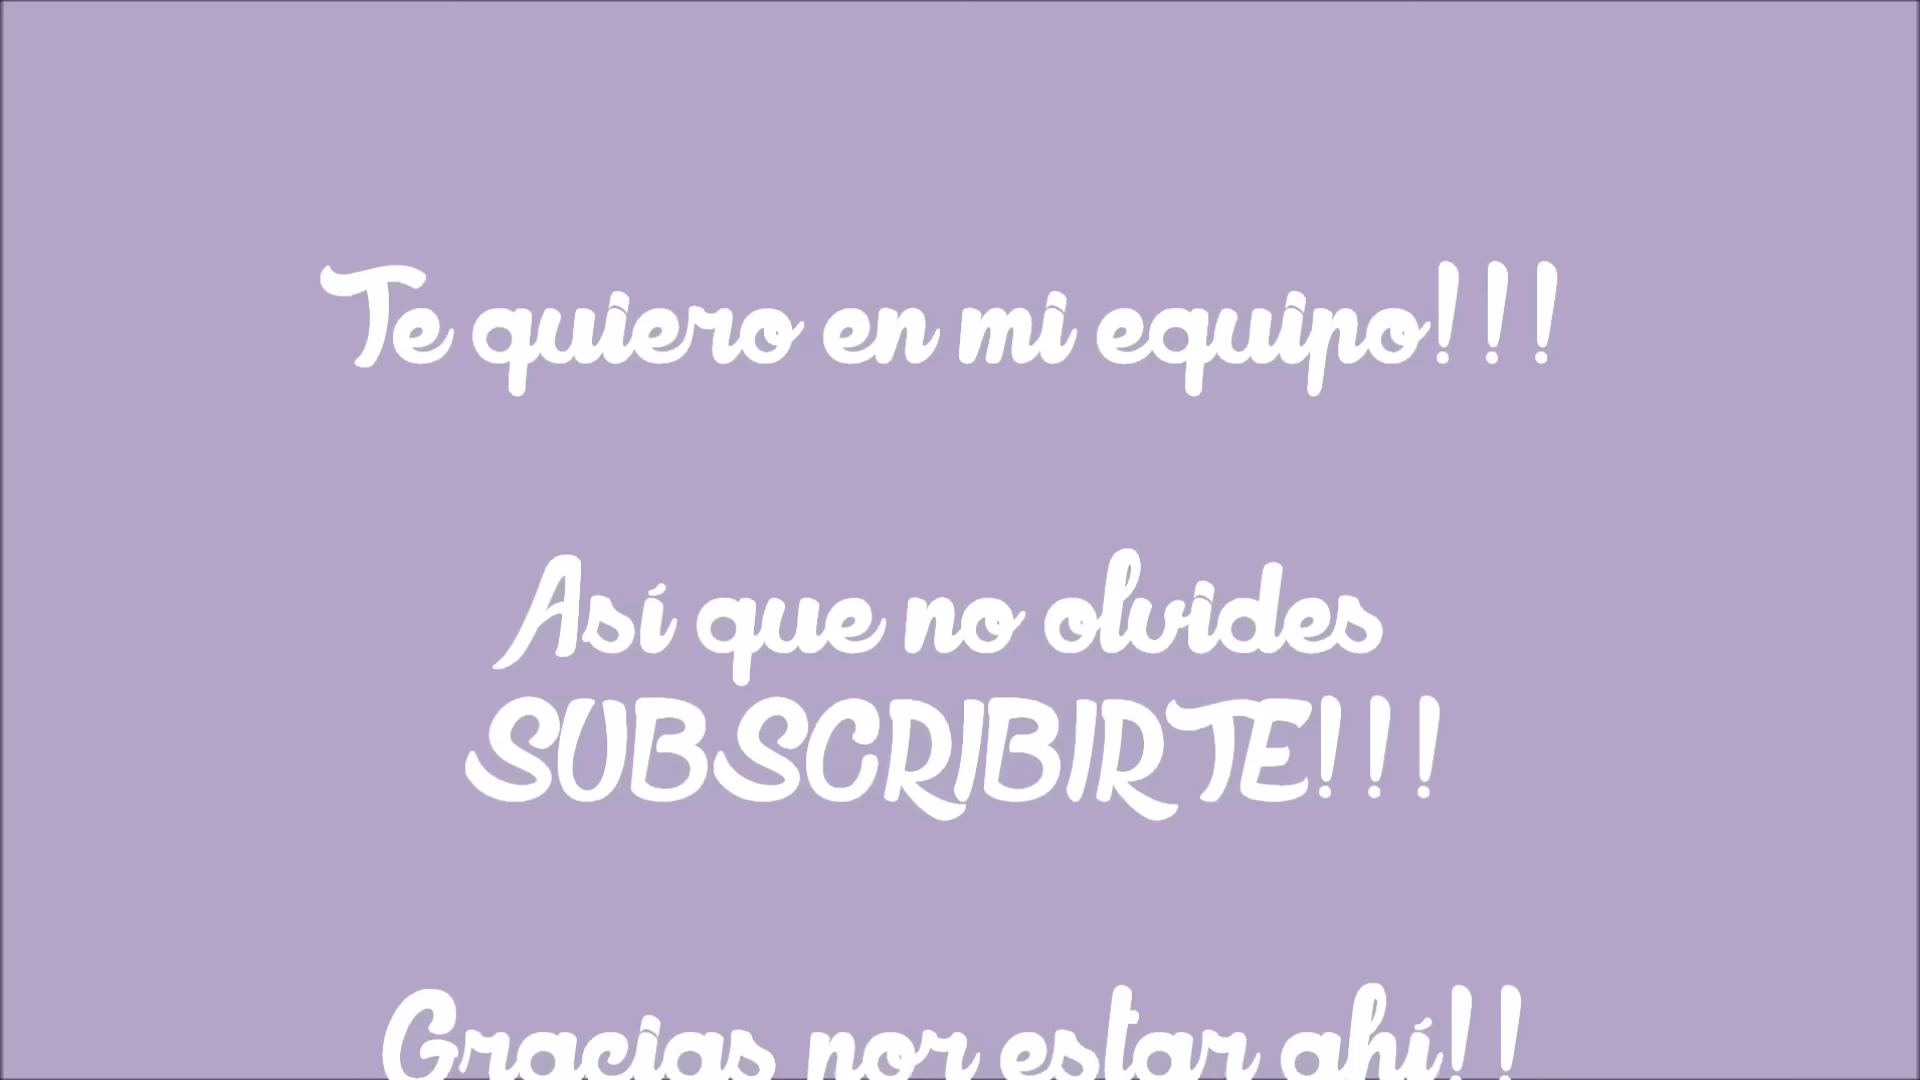 Te quiero en mi equipo!!!
Así que no olvides
SUBSCRIBIRTE!!!
Gracias por estar ahí!!